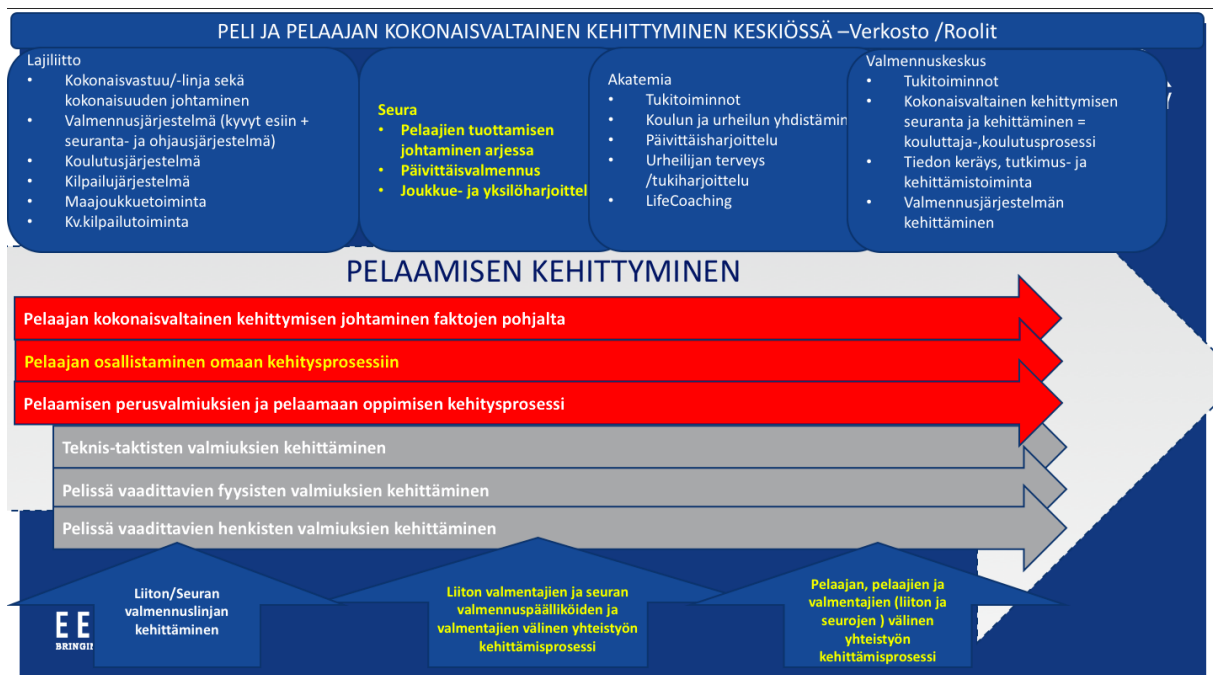 PELI JA PELAAJAN KOKONAISVALTAINEN KEHITTYMINEN KESKIÖSSÄ –Verkosto /Roolit
Lajiliitto
• Kokonaisvastuu/-linja sekä
kokonaisuuden johtaminen
• Valmennusjärjestelmä (kyvyt esiin +
seuranta- ja ohjausjärjestelmä)
• Koulutusjärjestelmä
• Kilpailujärjestelmä
• Maajoukkuetoiminta
• Kv.kilpailutoiminta
Seura
• Pelaajien tuottamisen
johtaminen arjessa
• Päivittäisvalmennus
• Joukkue- ja yksilöharjoittel
Akatemia
• Tukitoiminnot
• Koulun ja urheilun yhdistämin
• Päivittäisharjoittelu
• Urheilijan terveys
/tukiharjoittelu
• LifeCoaching
Valmennuskeskus
• Tukitoiminnot
• Kokonaisvaltainen kehittymisen
seuranta ja kehittäminen =
kouluttaja-,koulutusprosessi
• Tiedon keräys, tutkimus- ja
kehittämistoiminta
• Valmennusjärjestelmän
kehittäminen
PELAAMISEN KEHITTYMINEN
Pelaajan kokonaisvaltainen kehittymisen johtaminen faktojen pohjalta
Pelaajan osallistaminen omaan kehitysprosessiin
Pelaamisen perusvalmiuksien ja pelaamaan oppimisen kehitysprosessi
Teknis-taktisten valmiuksien kehittäminen
Pelissä vaadittavien fyysisten valmiuksien kehittäminen
Pelissä vaadittavien henkisten valmiuksien kehittäminen
Liiton/Seuran
valmennuslinjan
kehittäminen
Liiton valmentajien ja seuran
valmennuspäälliköiden ja
valmentajien välinen yhteistyön
kehittämisprosessi
Pelaajan, pelaajien ja
valmentajien (liiton ja
seurojen ) välinen
yhteistyön
kehittämisprosessi
E E
BRINGIN